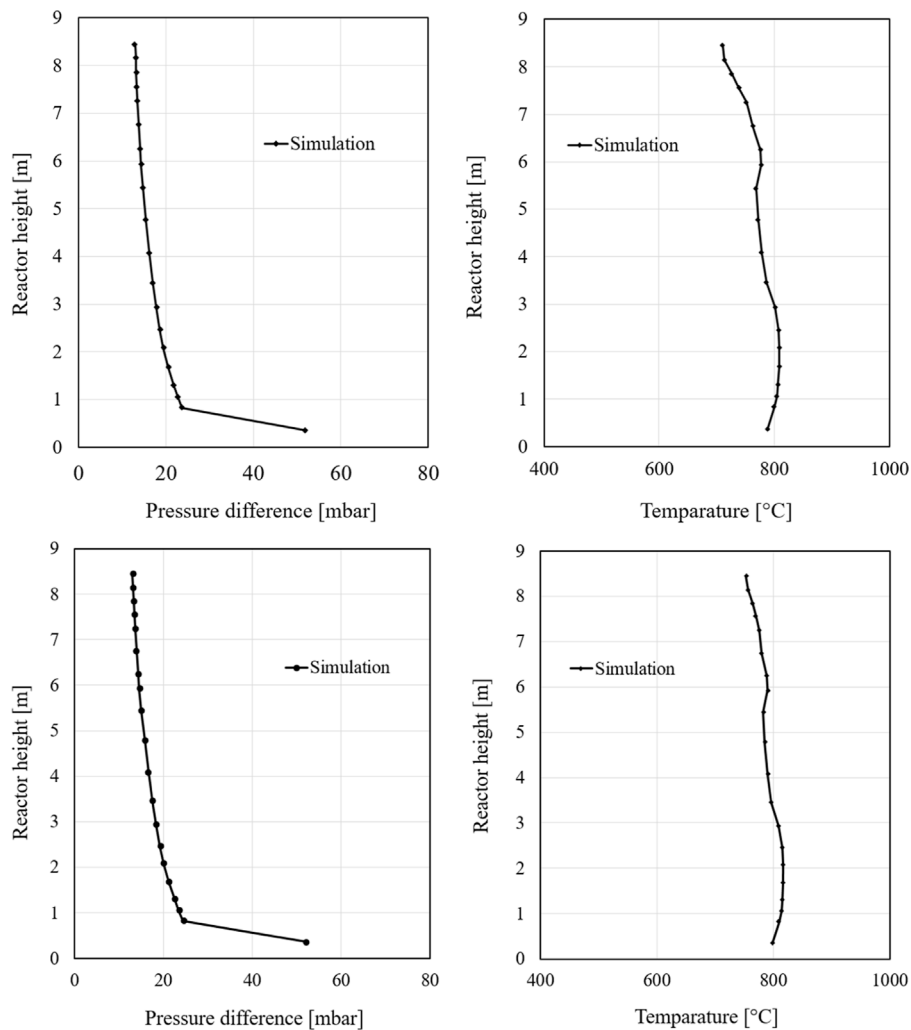 9
8
7
6
5
4
3
2
1
0
Reactor height [m]
Simulation
0 20 40 60 80
Pressure difference [mbar]
9
8
7
6
5
4
3
2
1
0
Reactor height [m]
Simulation
400 600 800 1000
Temparature [°C]
9
8
7
6
5
4
3
2
1
0
Reactor height [m]
Simulation
0 20 40 60 80
Pressure difference [mbar]
9
8
7
6
5
4
3
2
1
0
Reactor height [m]
Simulation
400 600 800 1000
Temparature [°C]